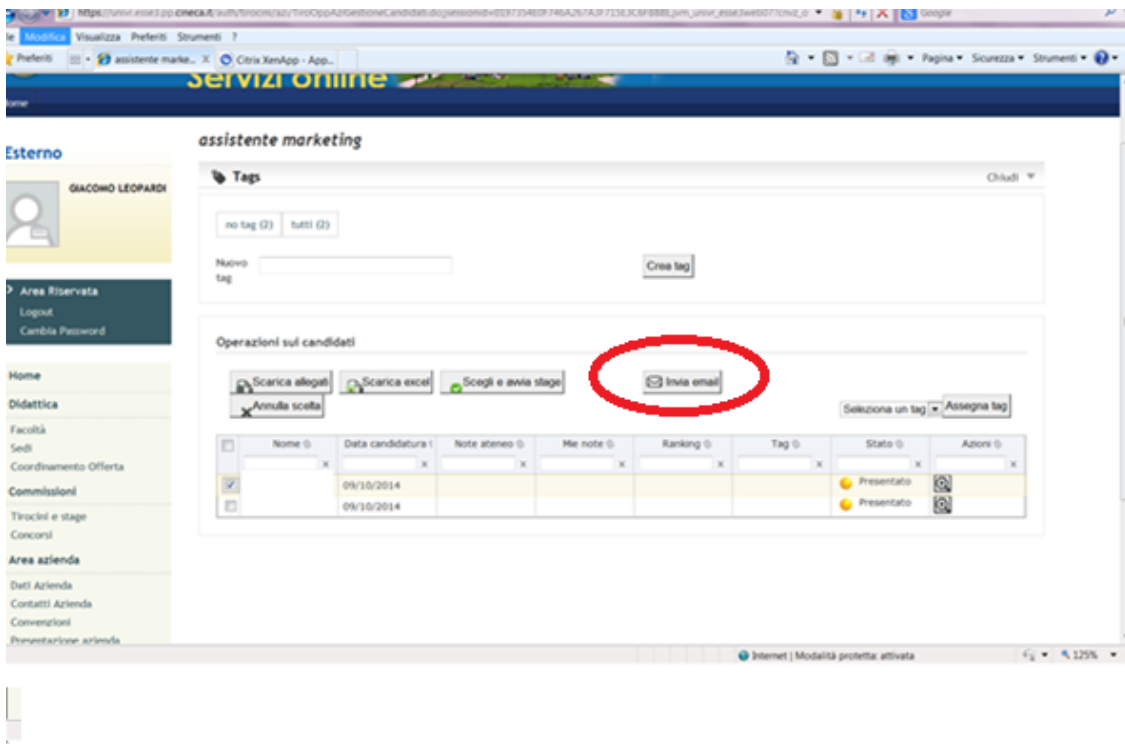 Modifica Visualizza Preferiti Strumenti ?
Google
Preferiti assistente marke... X Citrix XenApp - App...
Pagina Sicurezza Strumenti
Servizi online
Home
Esterno
GIACOMO LEOPARDI
Area Riservata
Logout
Cambia Password
Home
Didattica
Facoltà
Sedi
Coordinamento Offerta
Commissioni
Tirocini e stage
Concorsi
Area azienda
Dati Azienda
Contatti Azienda
Convenzioni
Presentazione azienda
assistente marketing
Tags Chiudi
no tag (2) tutti (2)
Nuovo
tag
Crea tag
Operazioni sui candidati
Scarica allegati Scarica excel Scegli e avvia stage Invia email
Annulla scelta Seleziona un tag Assegna tag
Nome Data candidatura Note ateneo Mie note Ranking Tag Stato Azioni
X X X X X X X X
09/10/2014 Presentato
09/10/2014 Presentato
Internet | Modalità protetta: attivata 125%